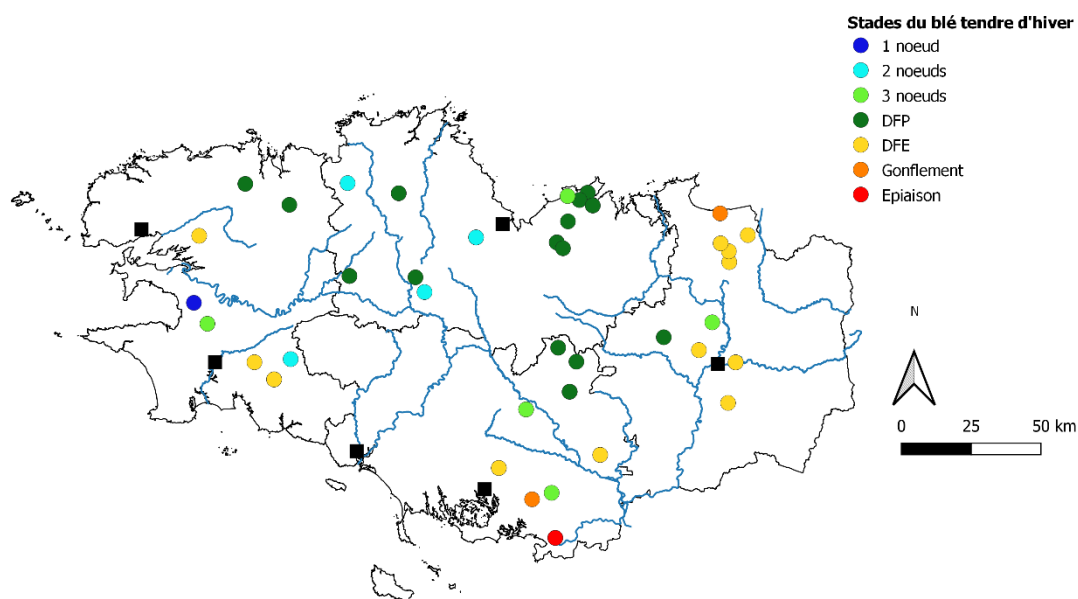 Stades du blé tendre d'hiver
1 noeud
2 noeuds
3 noeuds
DFP
DFE
Gonflement
Epiaison
N
0 25 50 km